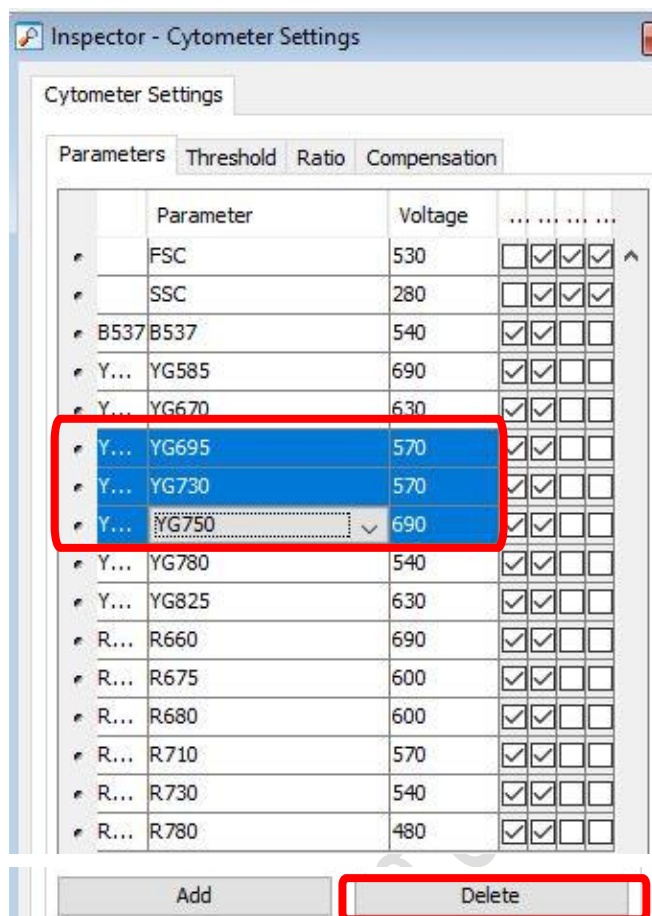 Inspector - Cytometer Settings
Cytometer Settings
Parameters Threshold Ratio Compensation
Parameter Voltage ... ... ... ...
FSC 530
SSC 280
B537 B537 540
Y... YG585 690
Y... YG670 630
Y... YG695 570
Y... YG730 570
Y... YG750 690
Y... YG780 540
Y... YG825 630
R... R660 690
R... R675 600
R... R680 600
R... R710 570
R... R730 540
R... R780 480
Add Delete